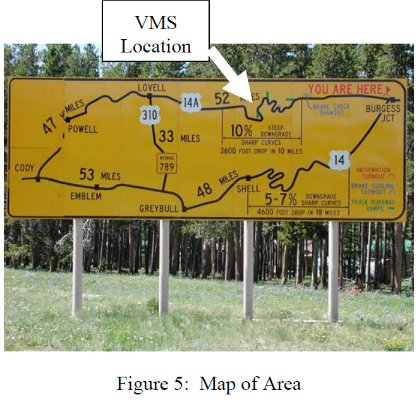 VMS
Location
YOU ARE HERE
LOVELL
14A
52 MILES
BRAKE CHECK
TURNOUT
BURGESS
JCT
47 MILES
POWELL
310
33 MILES
10% STEEP
DOWNGRADE
SHARP CURVES
3600 FOOT DROP IN 10 MILES
14
CODY
53 MILES
WYOMING
789
EMBLEM
GREYBULL
48 MILES
SHELL
5-7% DOWNGRADE
SHARP CURVES
4600 FOOT DROP IN 18 MILES
INFORMATION
TURNOUT
BRAKE COOLING
TURNOUT
TRUCK RUNAWAY
RAMPS
Figure 5: Map of Area